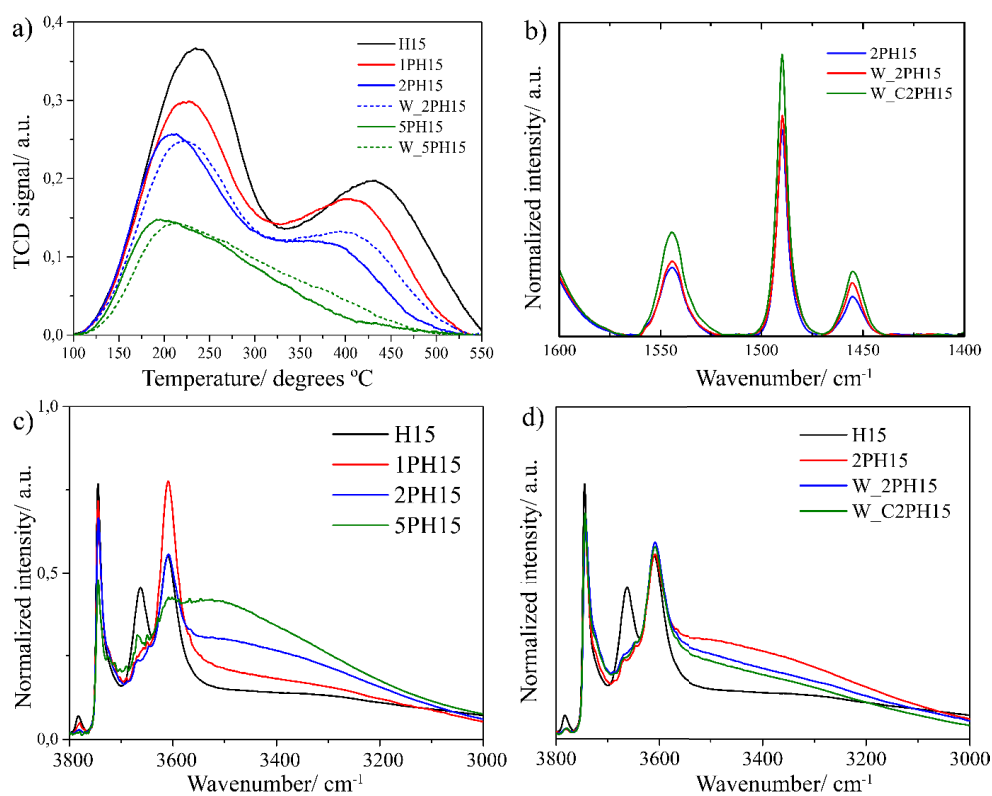 a)
H15
1PH15
2PH15
W_2PH15
5PH15
W_5PH15
0,4
0,3
0,2
0,1
0,0
TCD signal/ a.u.
100 150 200 250 300 350 400 450 500 550
Temperature/ degrees ºC
b)
2PH15
W_2PH15
W_C2PH15
Normalized intensity/ a.u.
1600 1550 1500 1450 1400
Wavenumber/ cm-1
c)
H15
1PH15
2PH15
5PH15
1,0
0,5
0,0
Normalized intensity/ a.u.
3800 3600 3400 3200 3000
Wavenumber/ cm-1
d)
H15
2PH15
W_2PH15
W_C2PH15
Normalized intensity/ a.u.
3800 3600 3400 3200 3000
Wavenumber/ cm-1